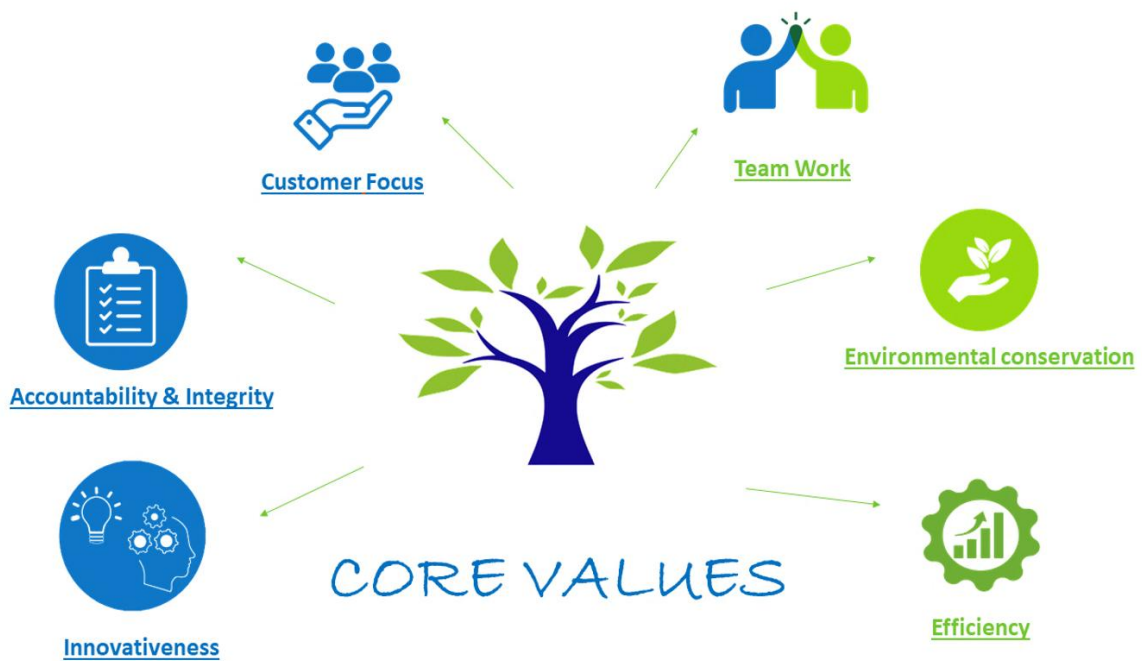 Customer Focus
Team Work
Accountability & Integrity
Environmental conservation
Innovativeness
CORE VALUES
Efficiency